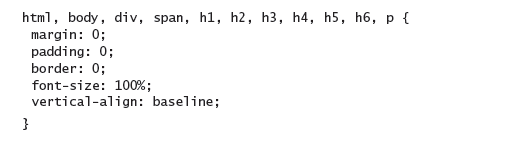 html, body, div, span, h1, h2, h3, h4, h5, h6, p {
margin: 0;
padding: 0;
border: 0;
font-size: 100%;
vertical-align: baseline;
}